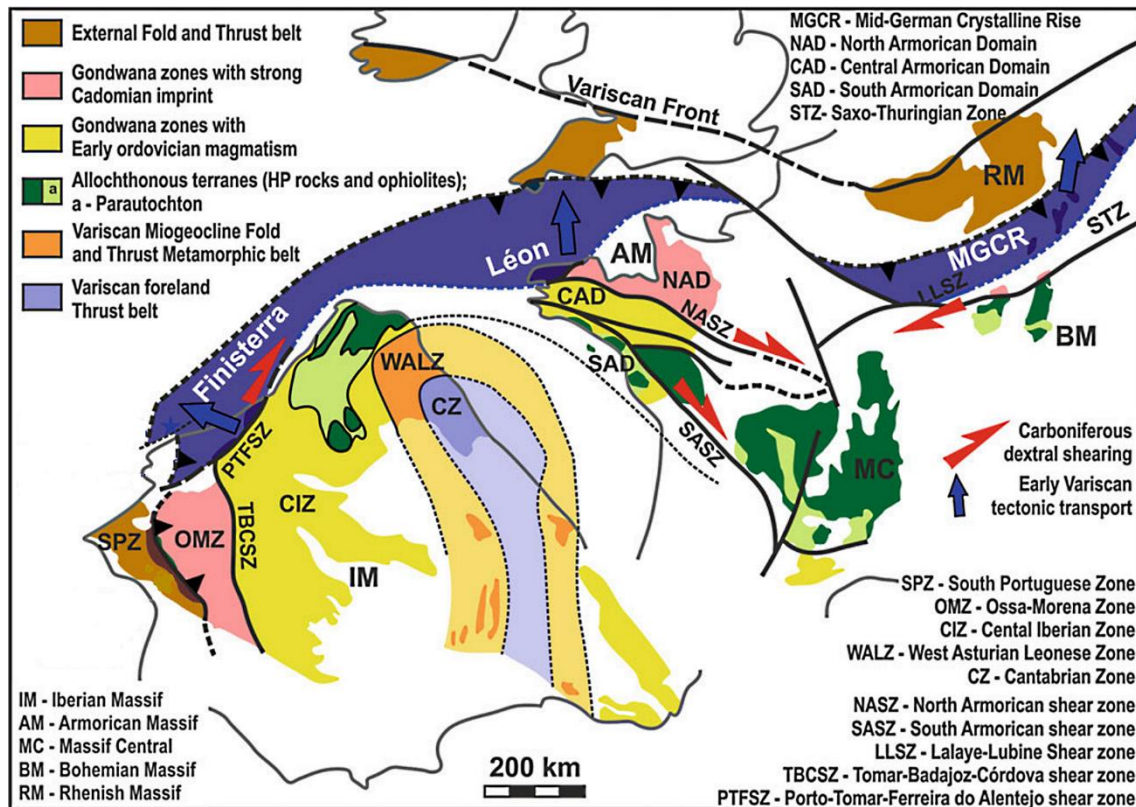 External Fold and Thrust belt
Gondwana zones with strong
Cadomian imprint
Gondwana zones with
Early ordovician magmatism
a
Allochthonous terranes (HP rocks and ophiolites);
a - Parautochton
Variscan Miogeocline Fold
and Thrust Metamorphic belt
Variscan foreland
Thrust belt
MGCR - Mid-German Crystalline Rise
NAD - North Armorican Domain
CAD - Central Armorican Domain
SAD - South Armorican Domain
STZ- Saxo-Thuringian Zone
Variscan Front
RM
MGCR
STZ
LLSZ
BM
Léon
AM
NAD
CAD
NASZ
SAD
SASZ
MC
Finisterra
PTFSZ
WALZ
CZ
CIZ
TBCSZ
OMZ
SPZ
IM
Carboniferous
dextral shearing
Early Variscan
tectonic transport
SPZ - South Portuguese Zone
OMZ - Ossa-Morena Zone
CIZ - Cental Iberian Zone
WALZ - West Asturian Leonese Zone
CZ - Cantabrian Zone
NASZ - North Armorican shear zone
SASZ - South Armorican shear zone
LLSZ - Lalaye-Lubine Shear zone
TBCSZ - Tomar-Badajoz-Córdova shear zone
PTFSZ - Porto-Tomar-Ferreira do Alentejo shear zone
IM - Iberian Massif
AM - Armorican Massif
MC - Massif Central
BM - Bohemian Massif
RM - Rhenish Massif
200 km